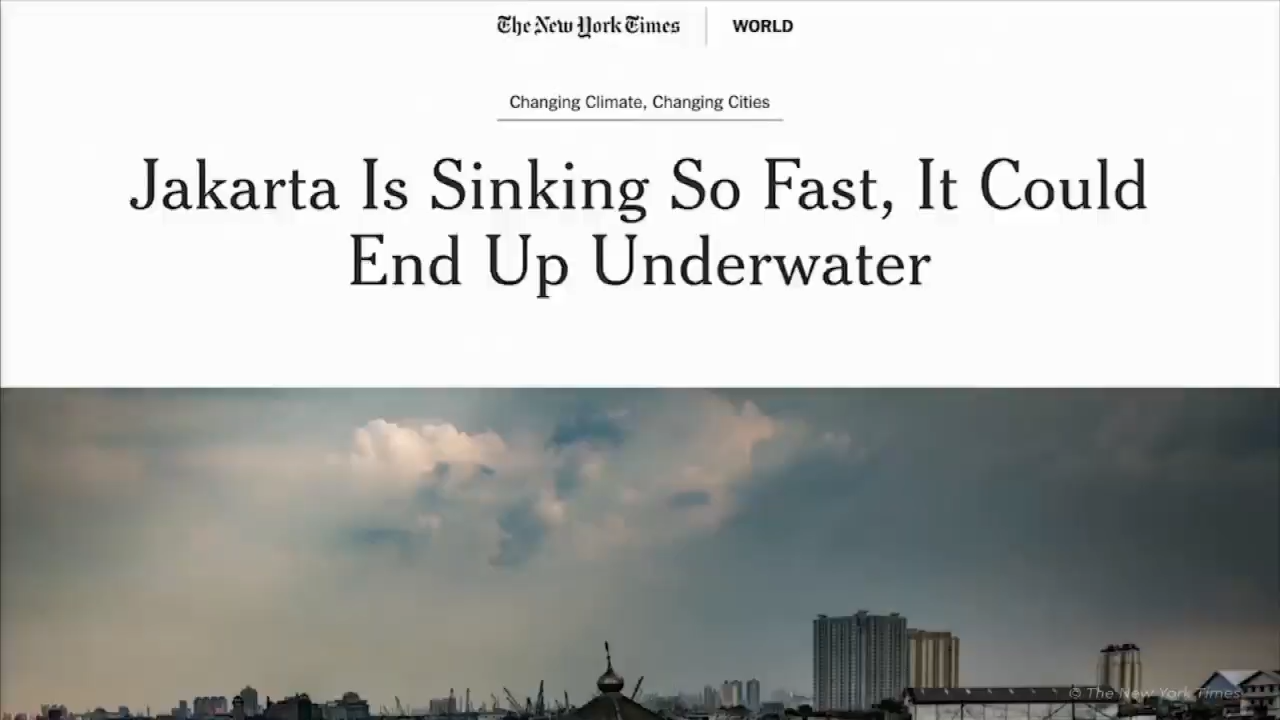 The New York Times | WORLD
Changing Climate, Changing Cities
Jakarta Is Sinking So Fast, It Could
End Up Underwater
© The New York Times